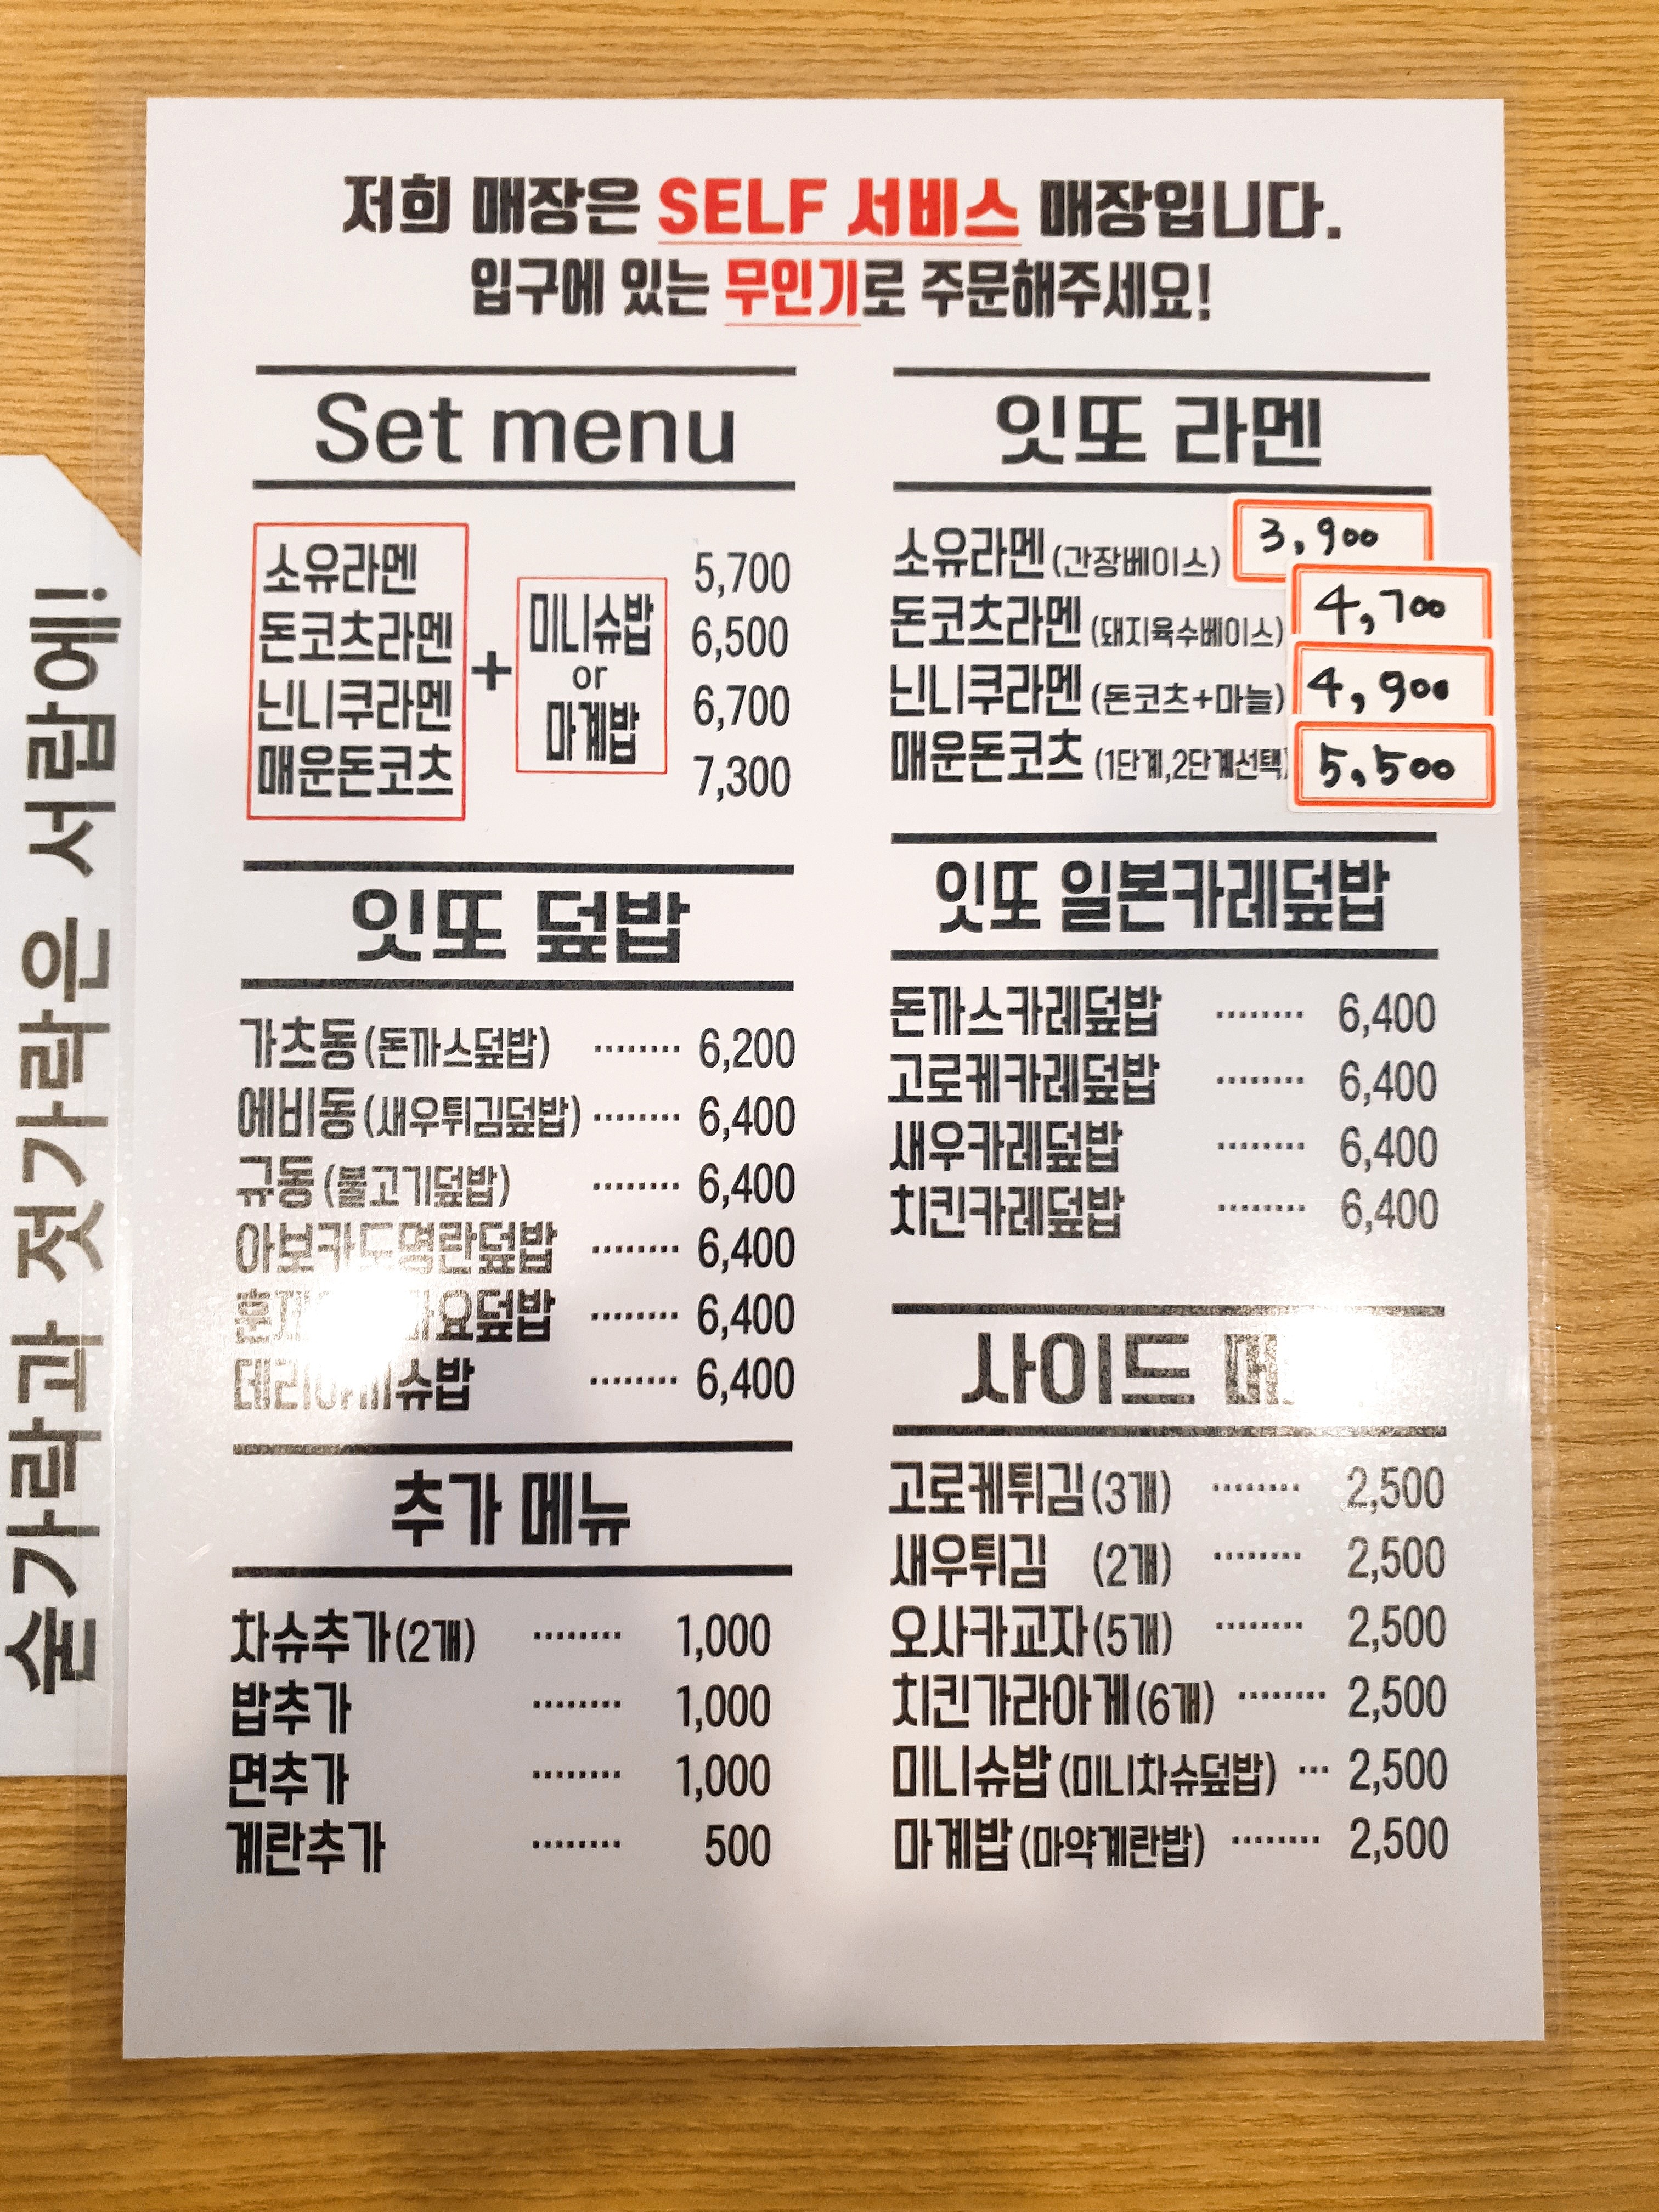 저희 매장은 SELF 서비스 매장입니다.
입구에 있는 무인기로 주문해주세요!
Set menu
소유라멘
돈코츠라멘
닌니쿠라멘
매운돈코츠
+
미니슈밥
or
마계밥
5,700
6,500
6,700
7,300
잇또 라멘
소유라멘 (간장베이스) 3,900
돈코츠라멘 (돼지육수베이스) 4,700
닌니쿠라멘 (돈코츠+마늘) 4,900
매운돈코츠 (1단계,2단계선택) 5,500
잇또 덮밥
가츠동 (돈까스덮밥) ········ 6,200
에비동 (새우튀김덮밥) ········ 6,400
규동 (불고기덮밥) ········ 6,400
아보카도명란덮밥 ········ 6,400
········ 6,400
········ 6,400
잇또 일본카레덮밥
돈까스카레덮밥 ········ 6,400
고로케카레덮밥 ········ 6,400
새우카레덮밥 ········ 6,400
치킨카레덮밥 ········ 6,400
추가 메뉴
차슈추가 (2개) ········ 1,000
밥추가 ········ 1,000
면추가 ········ 1,000
계란추가 ········ 500
사이드
고로케튀김 (3개) ········ 2,500
새우튀김 (2개) ········ 2,500
오사카교자 (5개) ········ 2,500
치킨가라아게 (6개) ········ 2,500
미니슈밥 (미니차슈덮밥) ··· 2,500
마계밥 (마약계란밥) ········ 2,500
숟가락과 젓가락은 서랍에!